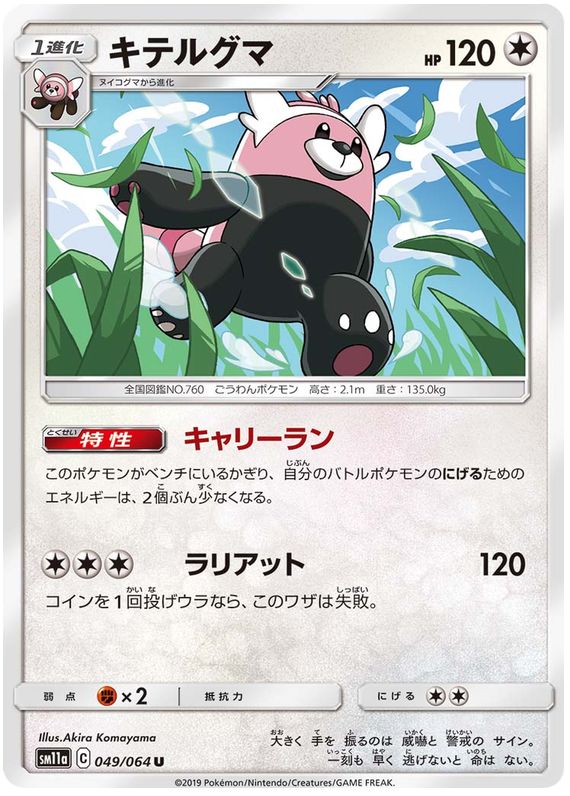 1進化 キテルグマ HP 120
ヌイコグマから進化
全国図鑑NO.760 ごうわんポケモン 高さ：2.1m 重さ：135.0kg
とくせい
特性 キャリーラン
このポケモンがベンチにいるかぎり、自分のバトルポケモンのにげるための
エネルギーは、2個ぶん少なくなる。
ラリアット 120
コインを1回投げウラなら、このワザは失敗。
弱点 ×2 抵抗力 にげる
Illus.Akira Komayama
大きく 手を 振るのは 威嚇と 警戒の サイン。
一刻も 早く 逃げないと 命は ない。
sm11a C 049/064 U
©2019 Pokémon/Nintendo/Creatures/GAME FREAK.